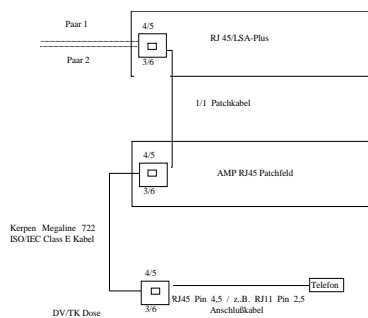 Paar 1
4/5
RJ 45/LSA-Plus
Paar 2
3/6
1/1 Patchkabel
4/5
AMP RJ45 Patchfeld
3/6
Kerpen Megaline 722
ISO/IEC Class E Kabel
4/5
Telefon
RJ45 Pin 4,5 / z..B. RJ11 Pin 2,5
3/6
Anschlußkabel
DV/TK Dose